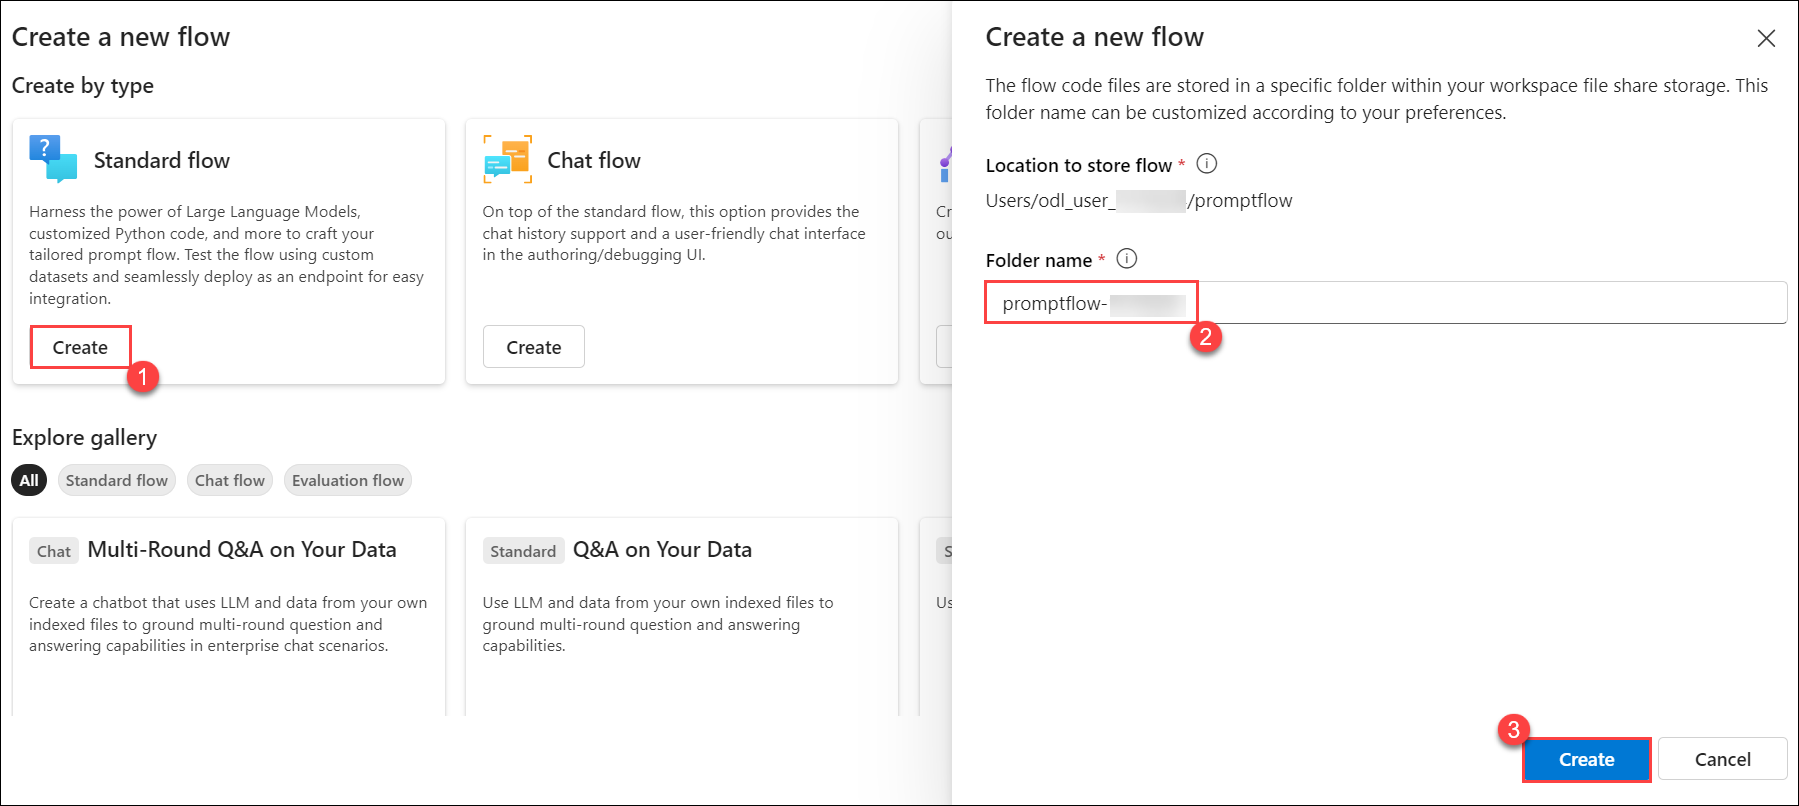 Create a new flow
Create by type
Standard flow
Harness the power of Large Language Models,
customized Python code, and more to craft your
tailored prompt flow. Test the flow using custom
datasets and seamlessly deploy as an endpoint for easy
integration.
Create
1
Chat flow
On top of the standard flow, this option provides the
chat history support and a user-friendly chat interface
in the authoring/debugging UI.
Create
Explore gallery
All
Standard flow
Chat flow
Evaluation flow
Chat
Multi-Round Q&A on Your Data
Create a chatbot that uses LLM and data from your own
indexed files to ground multi-round question and
answering capabilities in enterprise chat scenarios.
Standard
Q&A on Your Data
Use LLM and data from your own indexed files to
ground multi-round question and answering
capabilities.
Create a new flow
The flow code files are stored in a specific folder within your workspace file share storage. This
folder name can be customized according to your preferences.
Location to store flow *
Users/odl_user_ /promptflow
Folder name *
promptflow-
2
3
Create
Cancel